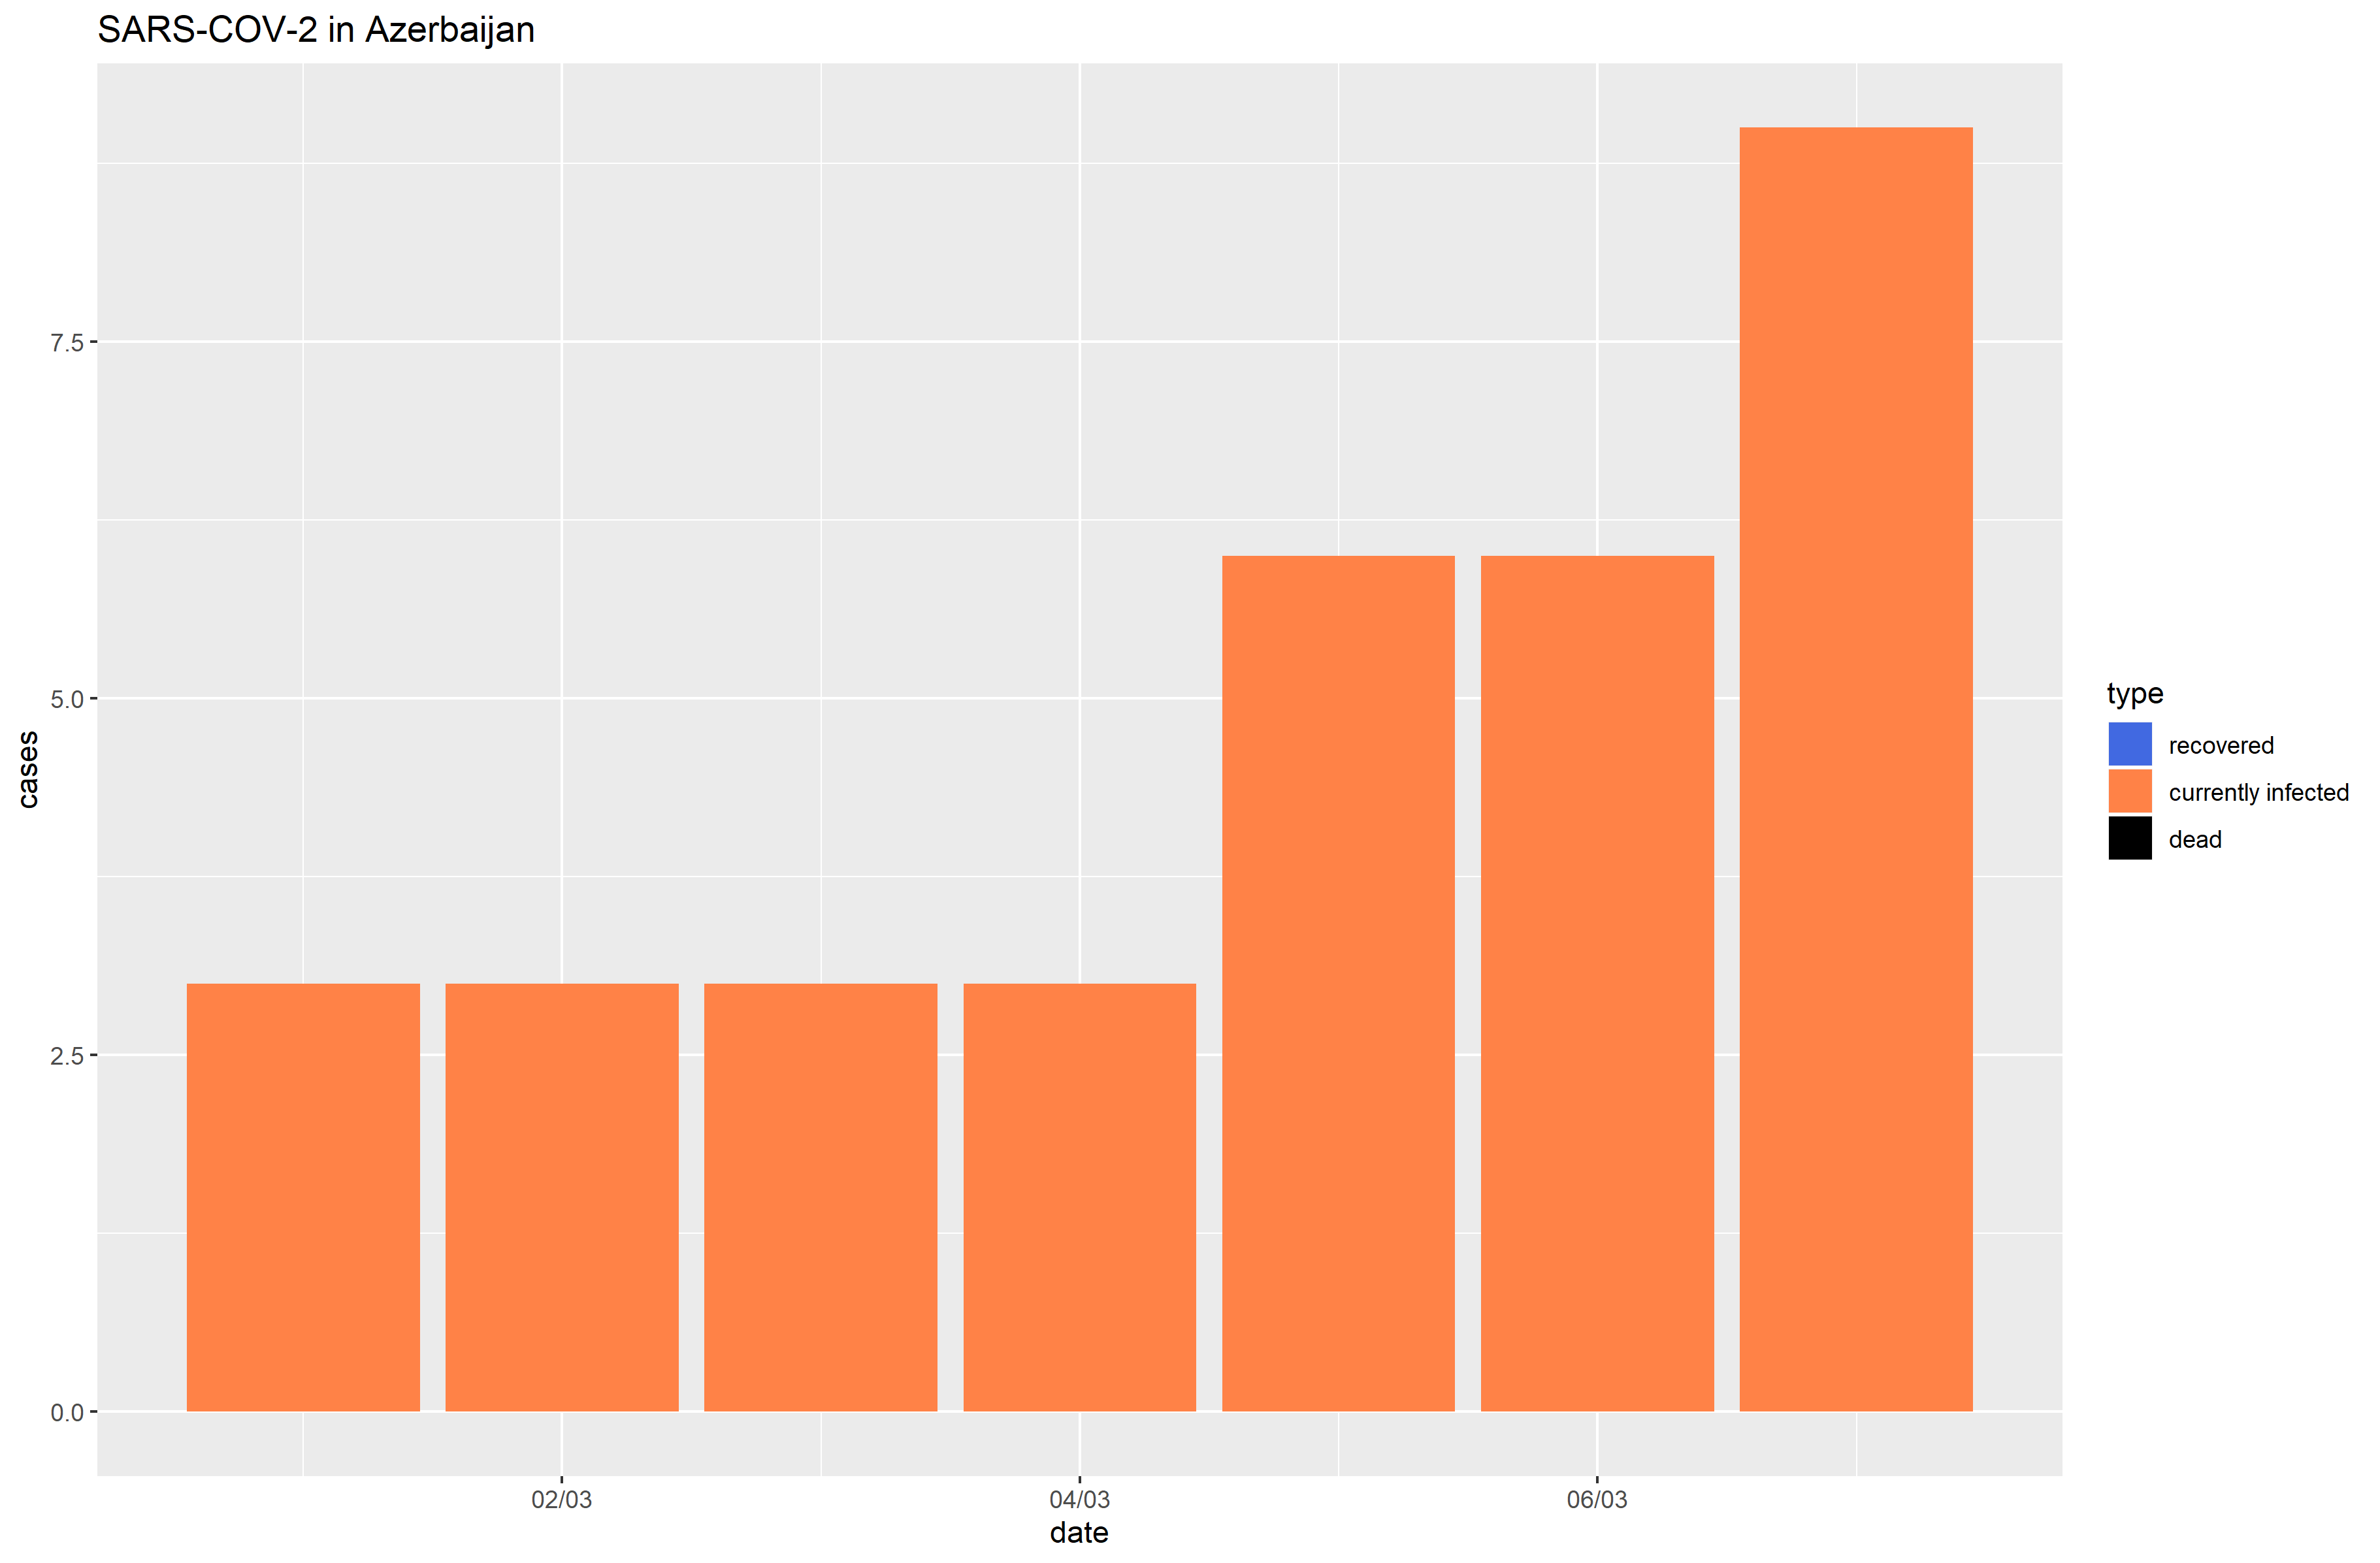 SARS-COV-2 in Azerbaijan
7.5
5.0
2.5
0.0
cases
02/03
04/03
06/03
date
type
recovered
currently infected
dead